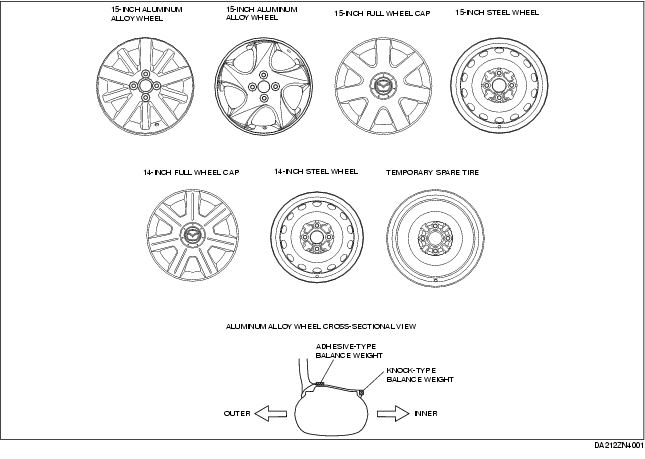 15-INCH ALUMINUM
ALLOY WHEEL
15-INCH ALUMINUM
ALLOY WHEEL
15-INCH FULL WHEEL CAP
15-INCH STEEL WHEEL
14-INCH FULL WHEEL CAP
14-INCH STEEL WHEEL
TEMPORARY SPARE TIRE
ALUMINUM ALLOY WHEEL CROSS-SECTIONAL VIEW
ADHESIVE-TYPE
BALANCE WEIGHT
KNOCK-TYPE
BALANCE WEIGHT
OUTER
INNER
DA212ZN4001